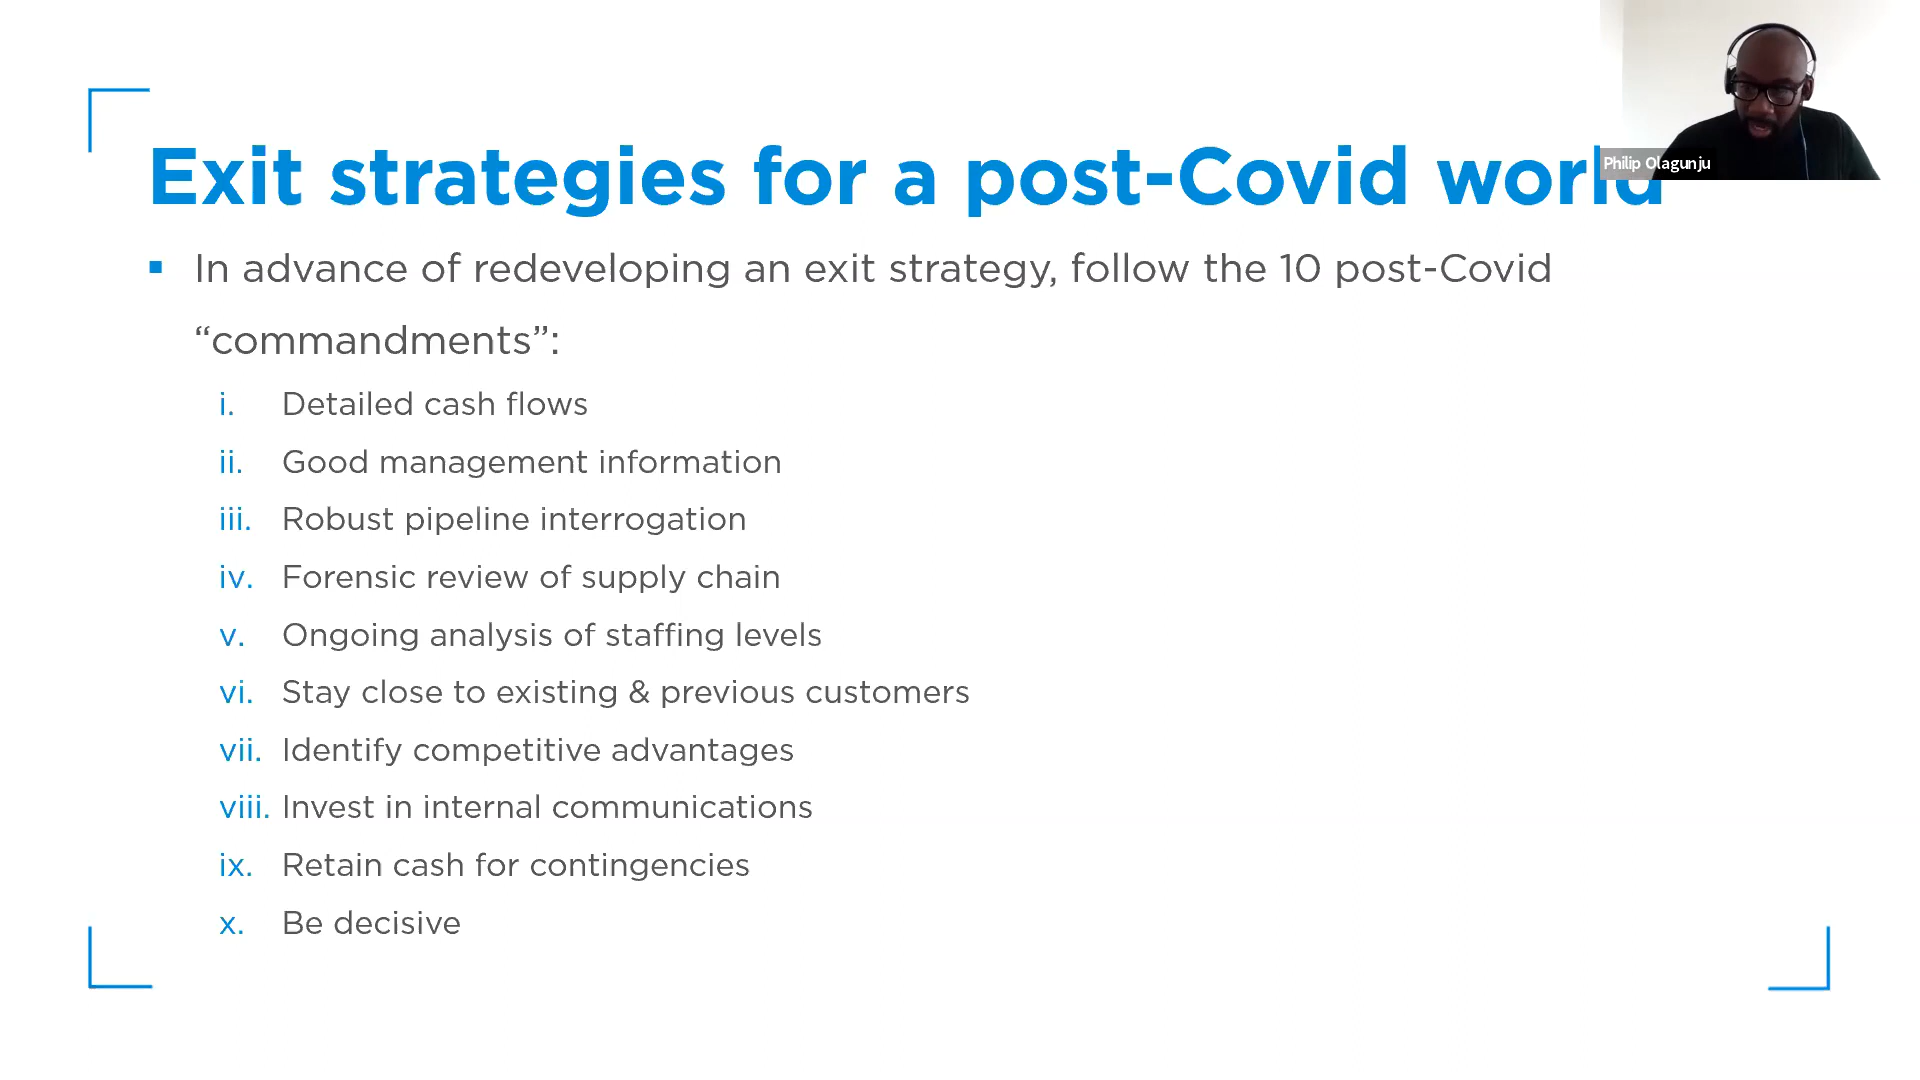 Exit strategies for a post-Covid world
Philip Olagunju
▪ In advance of redeveloping an exit strategy, follow the 10 post-Covid
“commandments”:
i. Detailed cash flows
ii. Good management information
iii. Robust pipeline interrogation
iv. Forensic review of supply chain
v. Ongoing analysis of staffing levels
vi. Stay close to existing & previous customers
vii. Identify competitive advantages
viii. Invest in internal communications
ix. Retain cash for contingencies
x. Be decisive